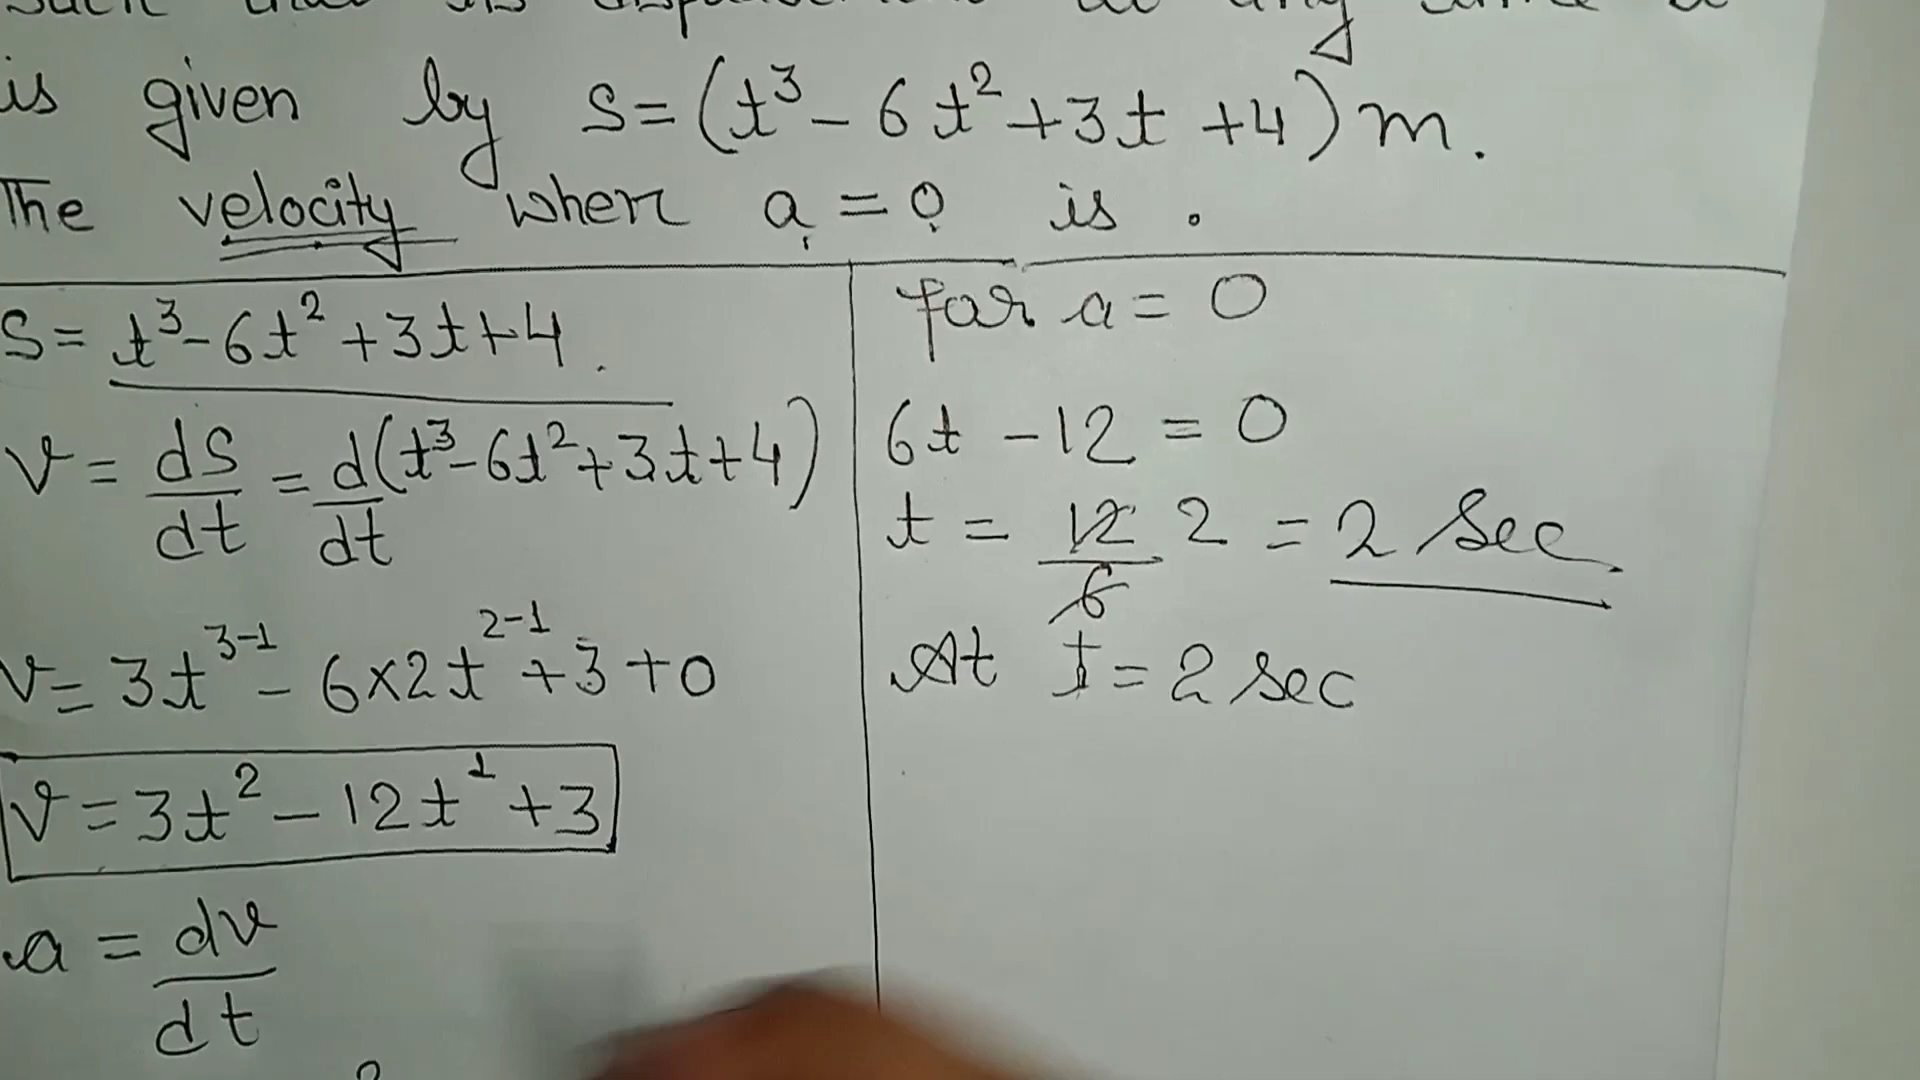 is given by S=(t³-6t²+3t+4)m.
The velocity when a=0 is .
S= t³-6t²+3t+4.
v = dS/dt = d/dt(t³-6t²+3t+4)
v= 3t³⁻¹ - 6×2t²⁻¹+3+0
v=3t²-12t¹+3
a = dv/dt
for a = 0
6t -12 = 0
t = 12/6 2 = 2 Sec
At t=2 sec